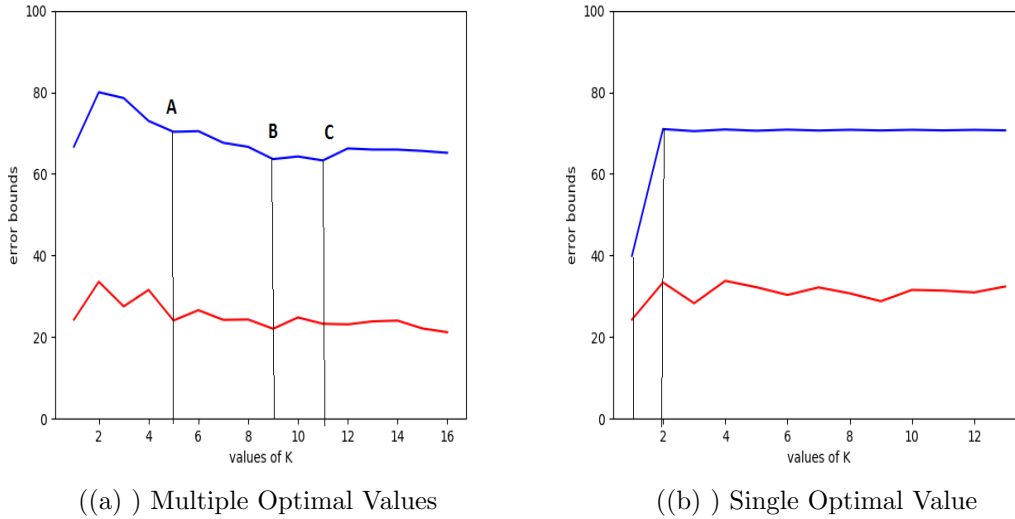 100
80
60
40
20
0
error bounds
A
B
C
2 4 6 8 10 12 14 16
values of K
((a) ) Multiple Optimal Values
100
80
60
40
20
0
error bounds
2 4 6 8 10 12
values of K
((b) ) Single Optimal Value